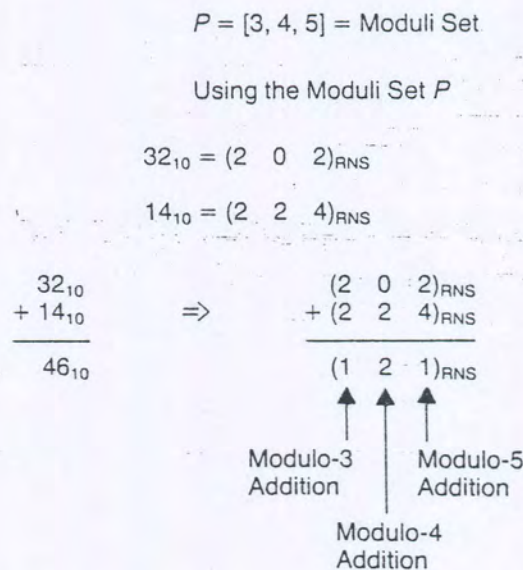 P = [3, 4, 5] = Moduli Set
Using the Moduli Set P
32₁₀ = (2 0 2)RNS
14₁₀ = (2 2 4)RNS
32₁₀ ⇒ (2 0 2)RNS
+ 14₁₀ + (2 2 4)RNS
46₁₀ (1 2 1)RNS
Modulo-3 Modulo-5
Addition Addition
Modulo-4
Addition